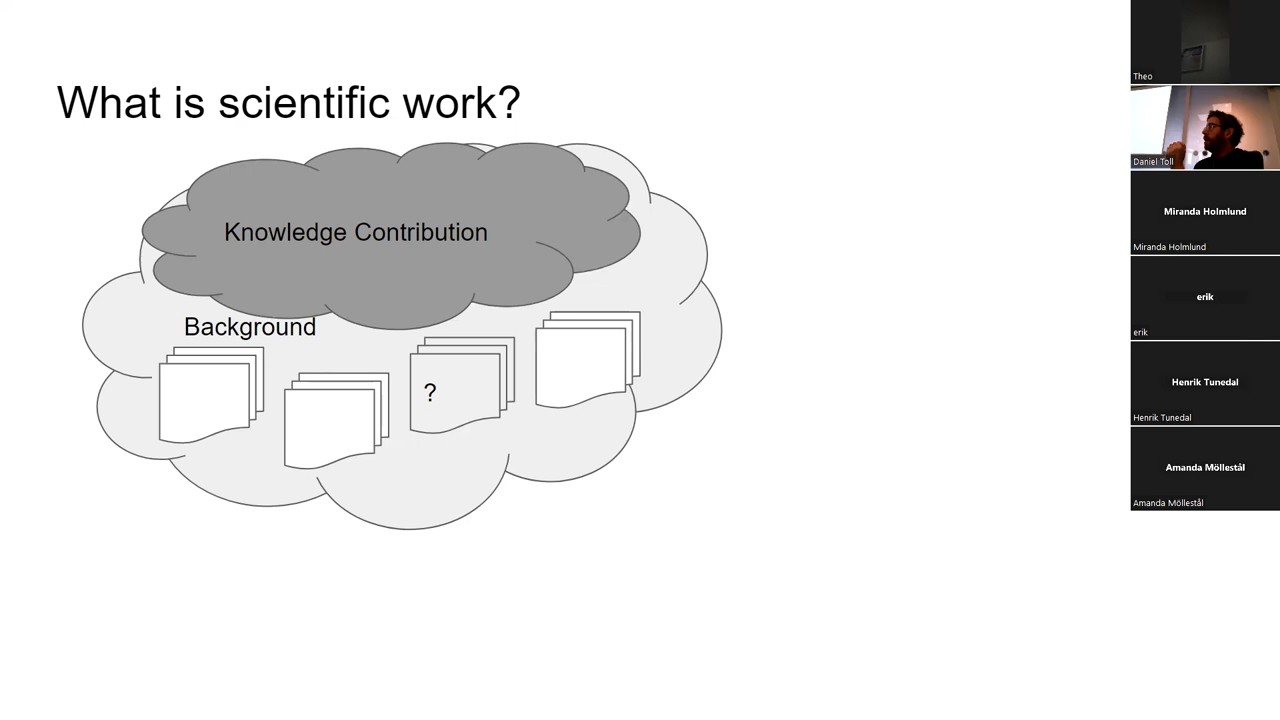 What is scientific work?
Knowledge Contribution
Background
?
Theo
Daniel Toll
Miranda Holmlund
Miranda Holmlund
erik
erik
Henrik Tunedal
Henrik Tunedal
Amanda Möllestål
Amanda Möllestål